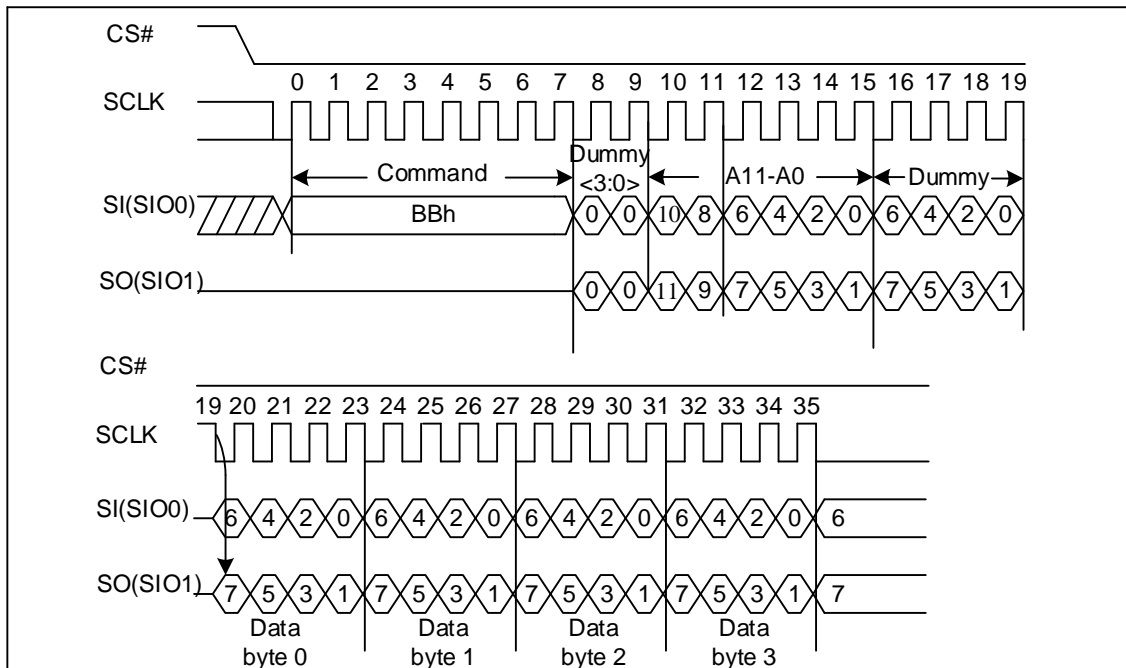 CS#
0 1 2 3 4 5 6 7 8 9 10 11 12 13 14 15 16 17 18 19
SCLK
Dummy
Command <3:0> A11-A0 Dummy
SI(SIO0) BBh 0 0 10 8 6 4 2 0 6 4 2 0
SO(SIO1) 0 0 11 9 7 5 3 1 7 5 3 1
CS#
19 20 21 22 23 24 25 26 27 28 29 30 31 32 33 34 35
SCLK
SI(SIO0) 6 4 2 0 6 4 2 0 6 4 2 0 6 4 2 0 6
SO(SIO1) 7 5 3 1 7 5 3 1 7 5 3 1 7 5 3 1 7
Data Data Data Data
byte 0 byte 1 byte 2 byte 3